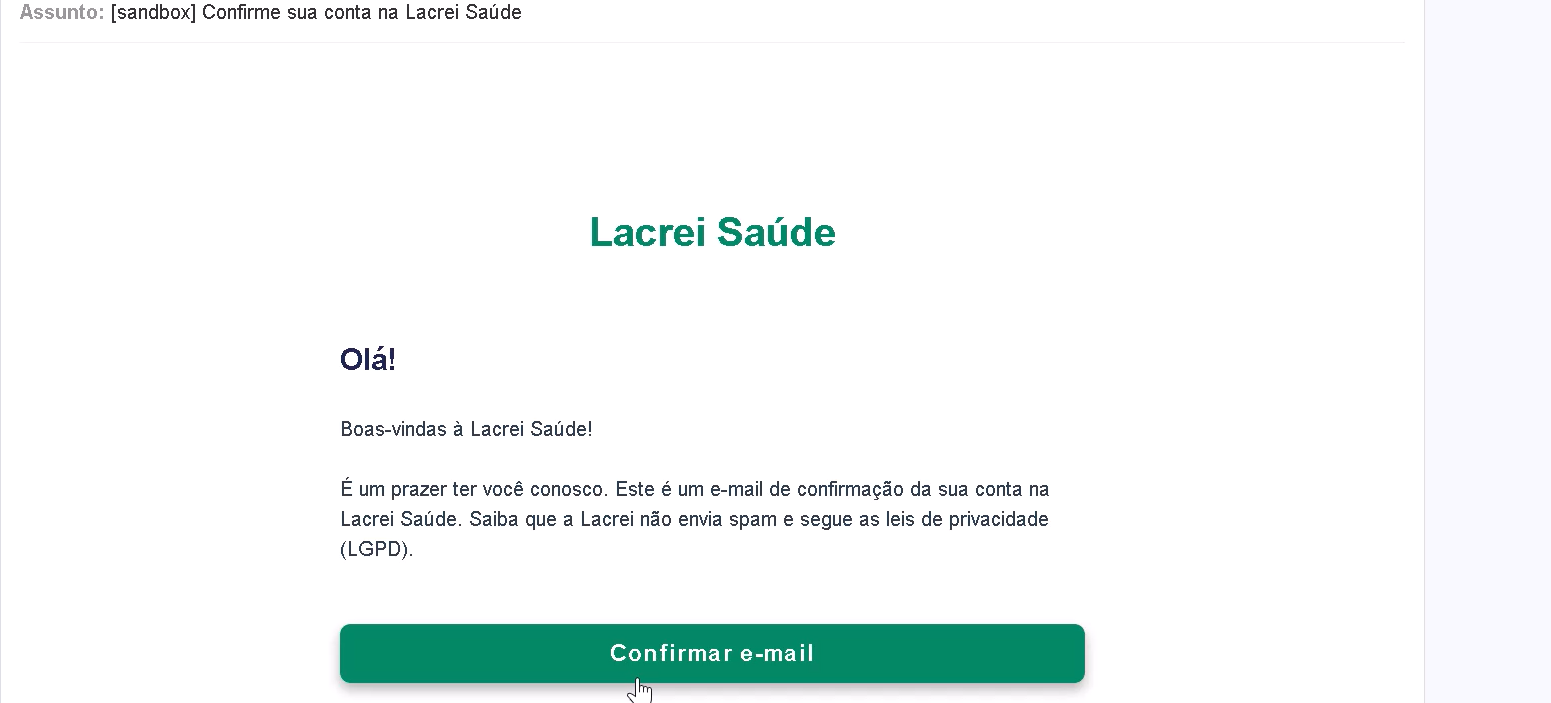 Assunto: [sandbox] Confirme sua conta na Lacrei Saúde
Lacrei Saúde
Olá!
Boas-vindas à Lacrei Saúde!
É um prazer ter você conosco. Este é um e-mail de confirmação da sua conta na
Lacrei Saúde. Saiba que a Lacrei não envia spam e segue as leis de privacidade
(LGPD).
Confirmar e-mail